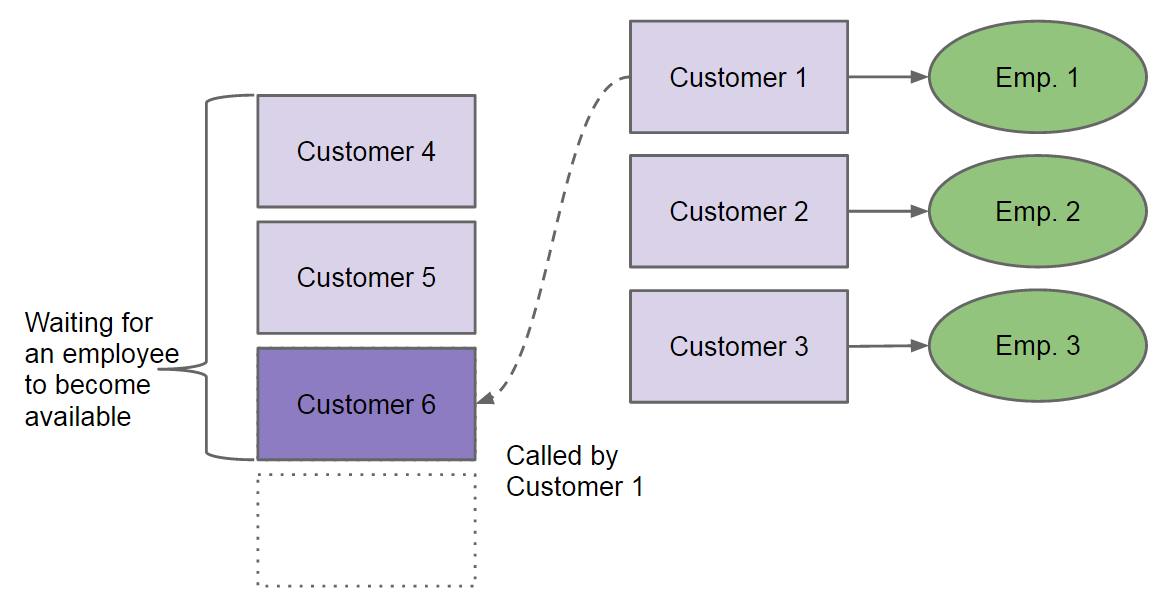 Customer 1
Emp. 1
Customer 4
Customer 2
Emp. 2
Customer 5
Customer 3
Emp. 3
Waiting for
an employee
to become
available
Customer 6
Called by
Customer 1